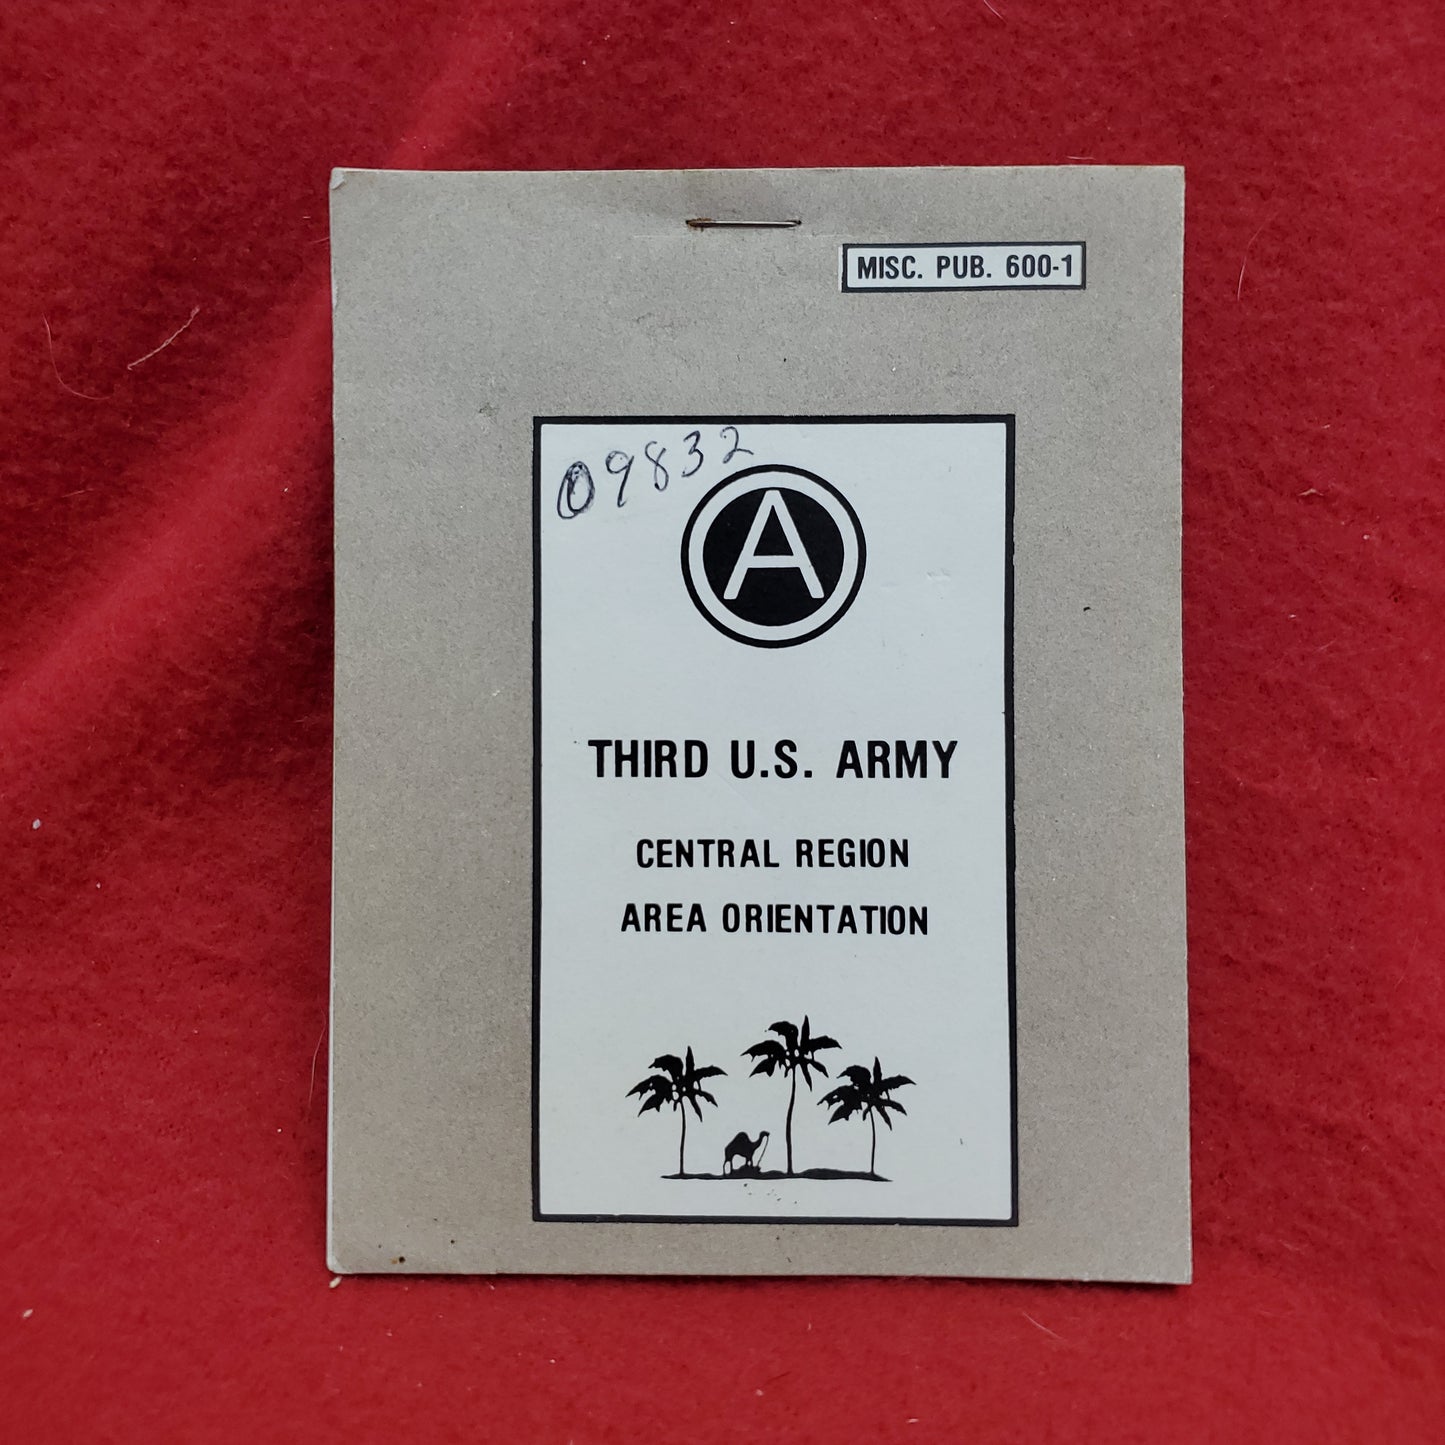 MISC. PUB. 600-1
09832
A
THIRD U.S. ARMY
CENTRAL REGION
AREA ORIENTATION